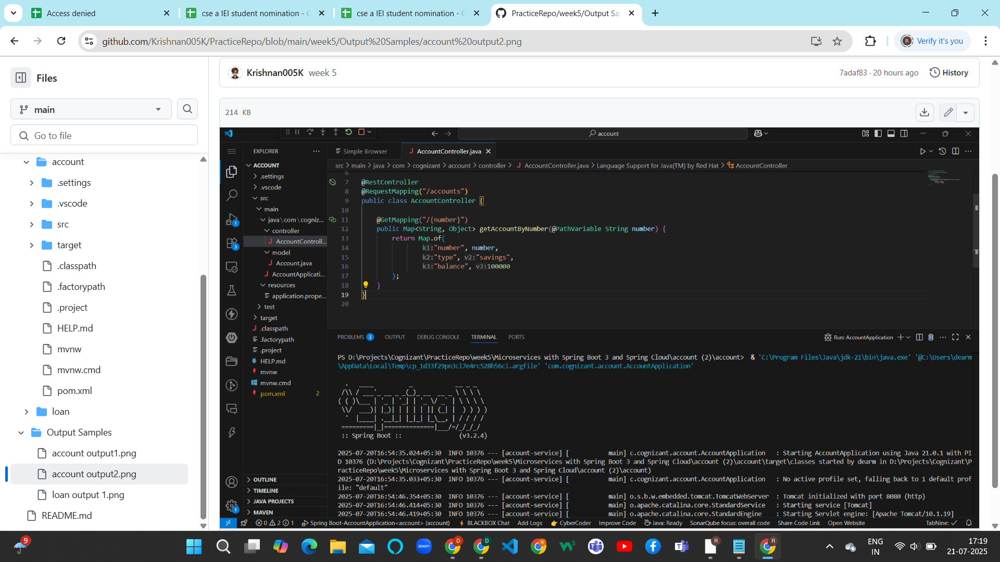 Access denied
cse a IEI student nomination - G
cse a IEI student nomination - G
PracticeRepo/week5/Output Sa
github.com/Krishnan005K/PracticeRepo/blob/main/week5/Output%20Samples/account%20output2.png
R
Verify it's you
Files
main
Go to file
account
.settings
.vscode
src
target
.classpath
.factorypath
.project
HELP.md
mvnw
mvnw.cmd
pom.xml
loan
Output Samples
account output1.png
account output2.png
loan output 1.png
README.md
Krishnan005K week 5
7adaf83 · 20 hours ago
History
214 KB
account
EXPLORER
ACCOUNT
.settings
.vscode
src
main
java\com\cogniz...
controller
AccountControll...
model
Account.java
AccountApplicati...
resources
application.prope...
test
target
.classpath
.factorypath
.project
HELP.md
mvnw
mvnw.cmd
pom.xml 2
OUTLINE
TIMELINE
JAVA PROJECTS
MAVEN
1
3
1
Simple Browser
AccountController.java
src > main > java > com > cognizant > account > controller > AccountController.java > Language Support for Java(TM) by Red Hat > AccountController
6
7 @RestController
8 @RequestMapping("/accounts")
9 public class AccountController {
10
11 @GetMapping("/{number}")
12 public Map<String, Object> getAccountByNumber(@PathVariable String number) {
13 return Map.of(
14 k1:"number", number,
15 k2:"type", v2:"savings",
16 k3:"balance", v3:100000
17 );
18 }
19 }
20
PROBLEMS 3 OUTPUT DEBUG CONSOLE TERMINAL PORTS
Run: AccountApplication
PS D:\Projects\Cognizant\PracticeRepo\week5\Microservices with Spring Boot 3 and Spring Cloud\account (2)\account> & 'C:\Program Files\Java\jdk-21\bin\java.exe' '@C:\Users\dearm
\AppData\Local\Temp\cp_1d33f29pn3cl7e4rc528h56ci.argfile' 'com.cognizant.account.AccountApplication'
:: Spring Boot :: (v3.2.4)
2025-07-20T16:54:35.024+05:30 INFO 10376 --- [account-service] [ main] c.cognizant.account.AccountApplication : Starting AccountApplication using Java 21.0.1 with PI
D 10376 (D:\Projects\Cognizant\PracticeRepo\week5\Microservices with Spring Boot 3 and Spring Cloud\account (2)\account\target\classes started by dearm in D:\Projects\Cognizant\P
racticeRepo\week5\Microservices with Spring Boot 3 and Spring Cloud\account (2)\account)
2025-07-20T16:54:35.033+05:30 INFO 10376 --- [account-service] [ main] c.cognizant.account.AccountApplication : No active profile set, falling back to 1 default prof
ile: "default"
2025-07-20T16:54:46.354+05:30 INFO 10376 --- [account-service] [ main] o.s.b.w.embedded.tomcat.TomcatWebServer : Tomcat initialized with port 8080 (http)
2025-07-20T16:54:46.414+05:30 INFO 10376 --- [account-service] [ main] o.apache.catalina.core.StandardService : Starting service [Tomcat]
2025-07-20T16:54:46.419+05:30 INFO 10376 --- [account-service] [ main] o.apache.catalina.core.StandardEngine : Starting Servlet engine: [Apache Tomcat/10.1.19]
0 2 1 Spring Boot-AccountApplication<account> (account) BLACKBOX Chat Add Logs CyberCoder Improve Code Java: Ready SonarQube focus: overall code Share Code Link Open Website TabNine:
9
zoom
D
D
R
R
R
ENG
IN
17:19
21-07-2025